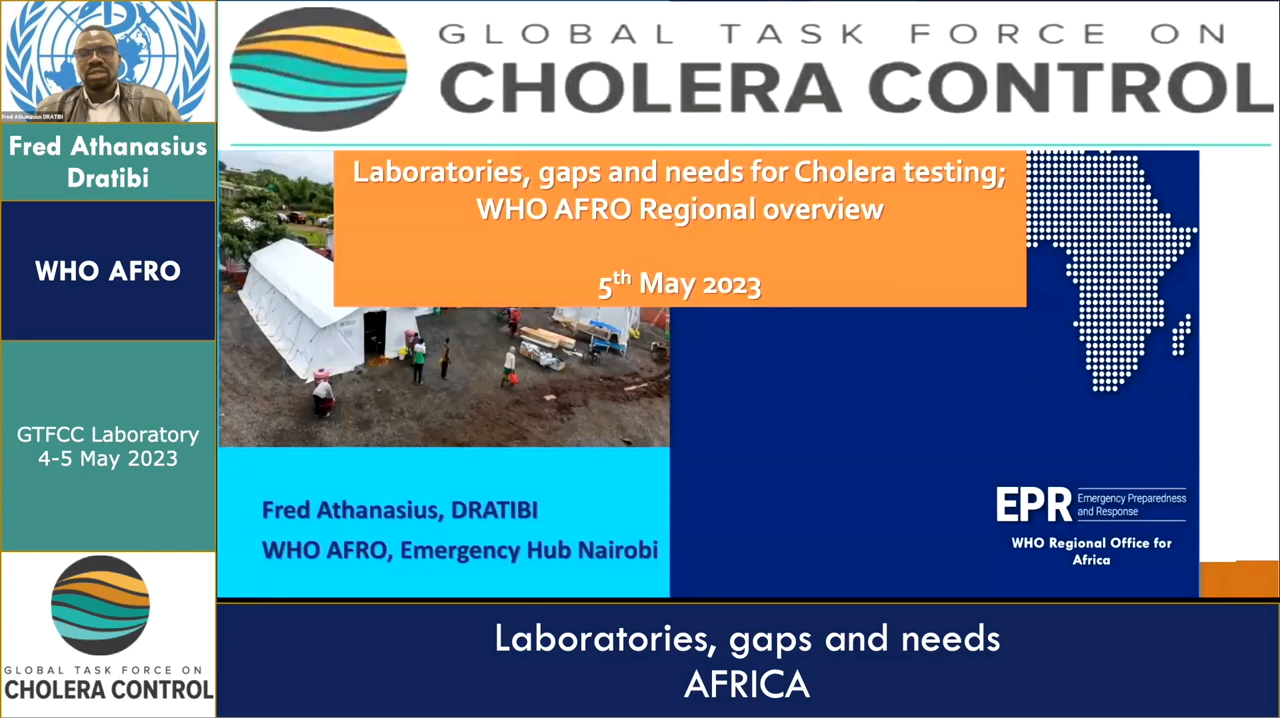 Fred Athanasius DRATIBI
Fred Athanasius
Dratibi
WHO AFRO
GTFCC Laboratory
4-5 May 2023
GLOBAL TASK FORCE ON
CHOLERA CONTROL
GLOBAL TASK FORCE ON
CHOLERA CONTROL
Laboratories, gaps and needs for Cholera testing;
WHO AFRO Regional overview
5th May 2023
Fred Athanasius, DRATIBI
WHO AFRO, Emergency Hub Nairobi
EPR Emergency Preparedness
and Response
WHO Regional Office for
Africa
Laboratories, gaps and needs
AFRICA